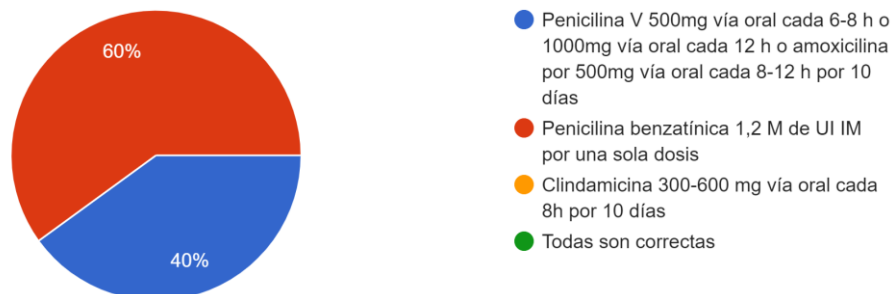 60%
40%
Penicilina V 500mg vía oral cada 6-8 h o
1000mg vía oral cada 12 h o amoxicilina
por 500mg vía oral cada 8-12 h por 10
días
Penicilina benzatínica 1,2 M de UI IM
por una sola dosis
Clindamicina 300-600 mg vía oral cada
8h por 10 días
Todas son correctas